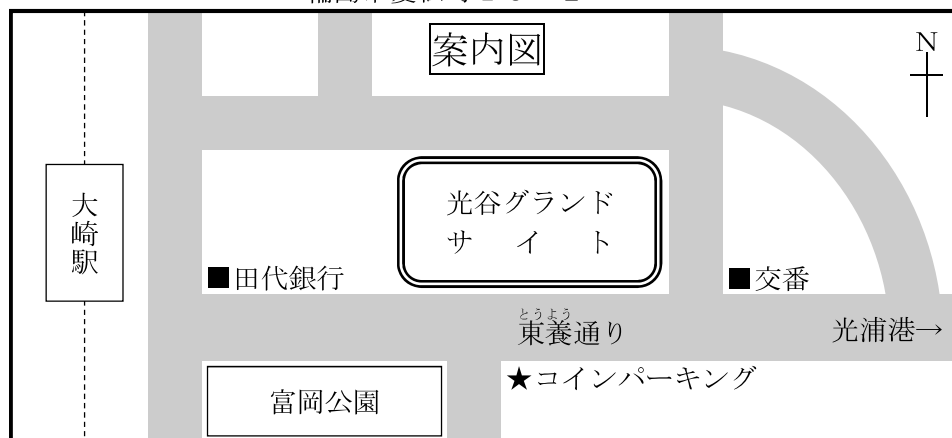 案内図
N
光谷グランド
サイト
大崎駅
■田代銀行
■交番
とうよう
東養通り
光浦港→
★コインパーキング
富岡公園